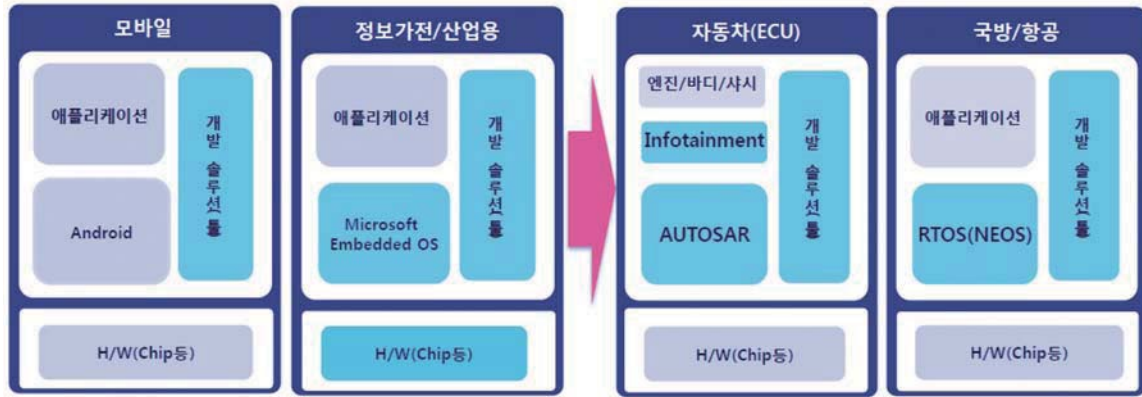 모바일
애플리케이션
개발 솔루션(툴)
Android
H/W(Chip등)
정보가전/산업용
애플리케이션
개발 솔루션(툴)
Microsoft
Embedded OS
H/W(Chip등)
자동차(ECU)
엔진/바디/샤시
Infotainment
개발 솔루션(툴)
AUTOSAR
H/W(Chip등)
국방/항공
애플리케이션
개발 솔루션(툴)
RTOS(NEOS)
H/W(Chip등)